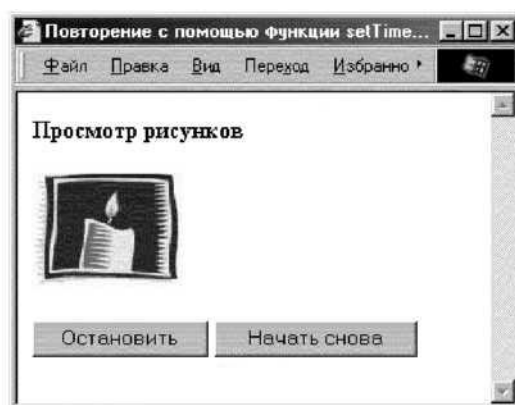 Повторение с помощью функции setTime...
Файл Правка Вид Переход Избранно
Просмотр рисунков
Остановить Начать снова